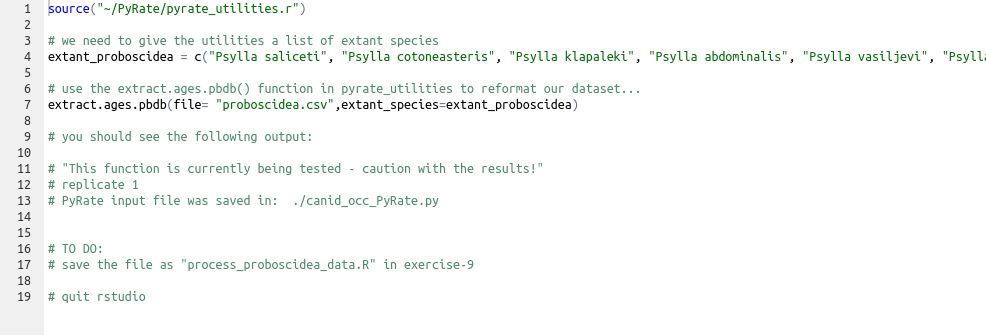 1 source("~/PyRate/pyrate_utilities.r")
2
3 # we need to give the utilities a list of extant species
4 extant_proboscidea = c("Psylla saliceti", "Psylla cotoneasteris", "Psylla klapaleki", "Psylla abdominalis", "Psylla vasiljevi", "Psyll
5
6 # use the extract.ages.pbdb() function in pyrate_utilities to reformat our dataset...
7 extract.ages.pbdb(file= "proboscidea.csv",extant_species=extant_proboscidea)
8
9 # you should see the following output:
10
11 # "This function is currently being tested - caution with the results!"
12 # replicate 1
13 # PyRate input file was saved in:  ./canid_occ_PyRate.py
14
15
16 # TO DO:
17 # save the file as "process_proboscidea_data.R" in exercise-9
18
19 # quit rstudio